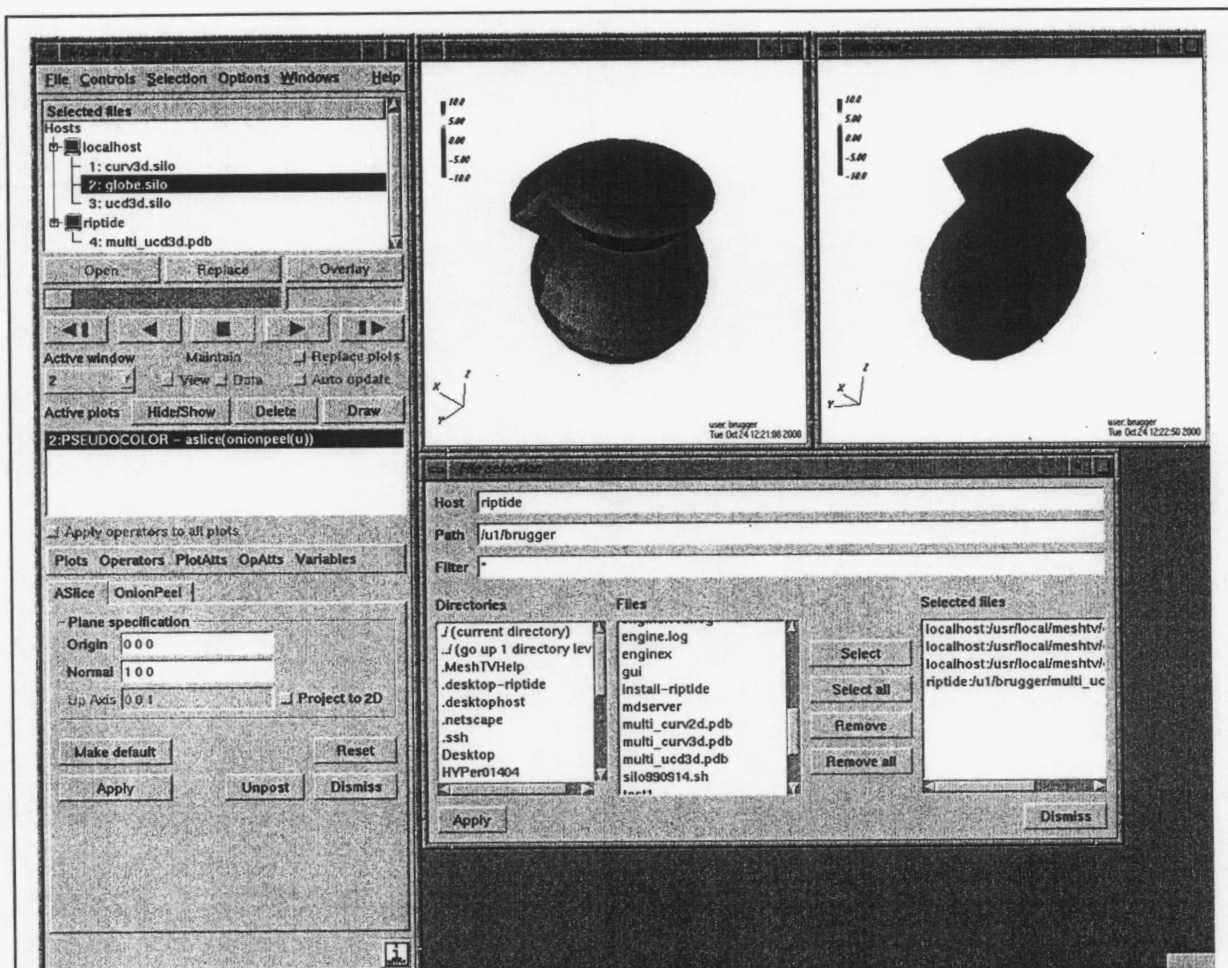 File Controls Selection Options Windows Help
Selected files
Hosts
localhost
1: curv3d.silo
2: globe.silo
3: ucd3d.silo
riptide
4: multi_ucd3d.pdb
Open Replace Overlay
Active window Maintain Replace plots
2 View Data Auto update
Active plots Hide/Show Delete Draw
2:PSEUDOCOLOR - aslice(onionpeel(u))
Apply operators to all plots
Plots Operators PlotAtts OpAtts Variables
ASlice OnionPeel
Plane specification
Origin 0 0 0
Normal 1 0 0
Up Axis 0 0 1 Project to 2D
Make default Reset
Apply Unpost Dismiss
10.0
5.00
0.00
-5.00
-10.0
Z
X
Y
user: brugger
Tue Oct 24 12:21:08 2000
10.0
5.00
0.00
-5.00
-10.0
Z
X
Y
user: brugger
Tue Oct 24 12:22:50 2000
File selection
Host riptide
Path /u1/brugger
Filter *
Directories
./ (current directory)
../ (go up 1 directory lev
.MeshTVHelp
.desktop-riptide
.desktophost
.netscape
.ssh
Desktop
HYPer01404
Files
engine.log
enginex
gui
install-riptide
mdserver
multi_curv2d.pdb
multi_curv3d.pdb
multi_ucd3d.pdb
silo990914.sh
test1
Select
Select all
Remove
Remove all
Selected files
localhost:/usr/local/meshtv/
localhost:/usr/local/meshtv/
localhost:/usr/local/meshtv/
riptide:/u1/brugger/multi_uc
Apply Dismiss